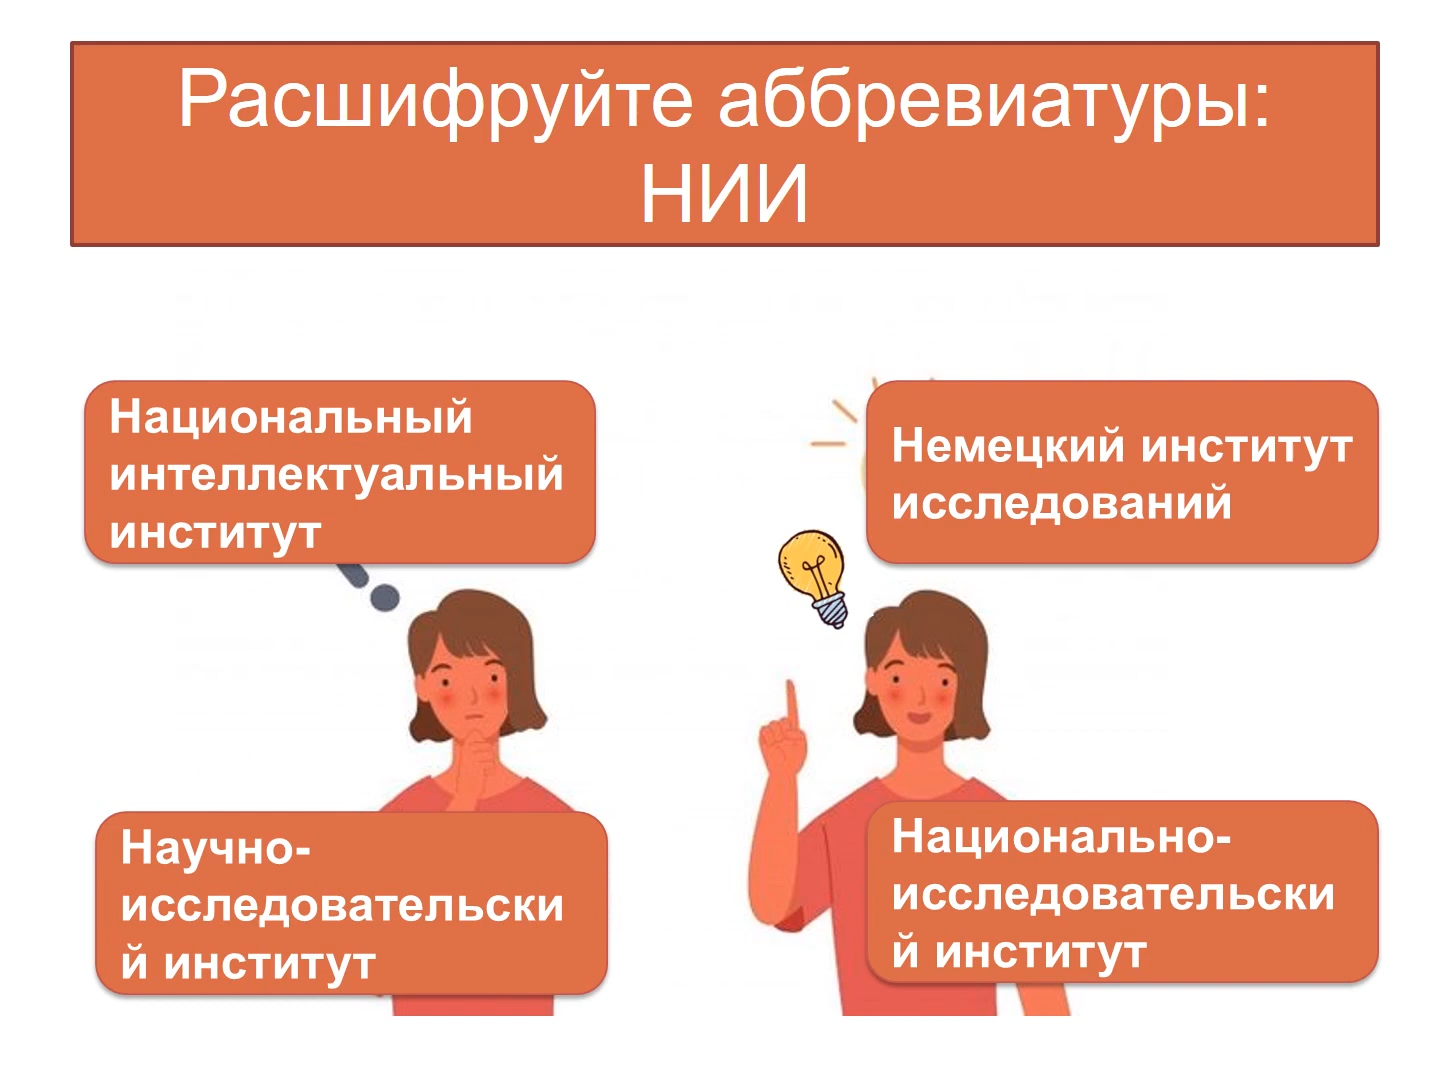 Расшифруйте аббревиатуры:
НИИ
Национальный
интеллектуальный
институт
Немецкий институт
исследований
Научно-
исследовательски
й институт
Национально-
исследовательски
й институт